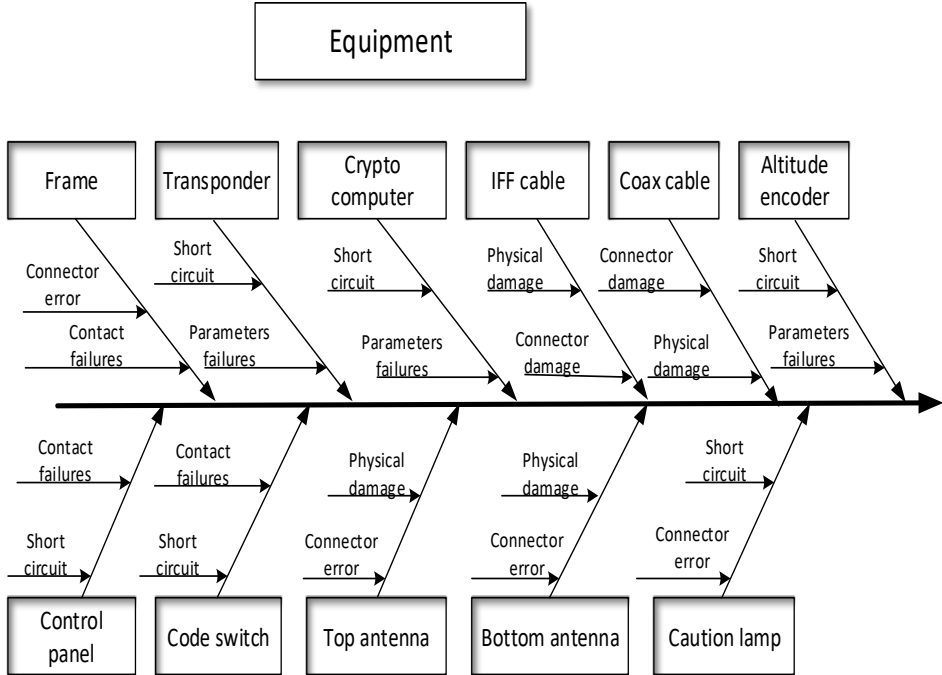 Equipment
Frame
Transponder
Crypto
computer
IFF cable
Coax cable
Altitude
encoder
Connector
error
Contact
failures
Short
circuit
Parameters
failures
Short
circuit
Parameters
failures
Physical
damage
Connector
damage
Connector
damage
Physical
damage
Short
circuit
Parameters
failures
Contact
failures
Short
circuit
Contact
failures
Short
circuit
Physical
damage
Connector
error
Physical
damage
Connector
error
Short
circuit
Connector
error
Control
panel
Code switch
Top antenna
Bottom antenna
Caution lamp